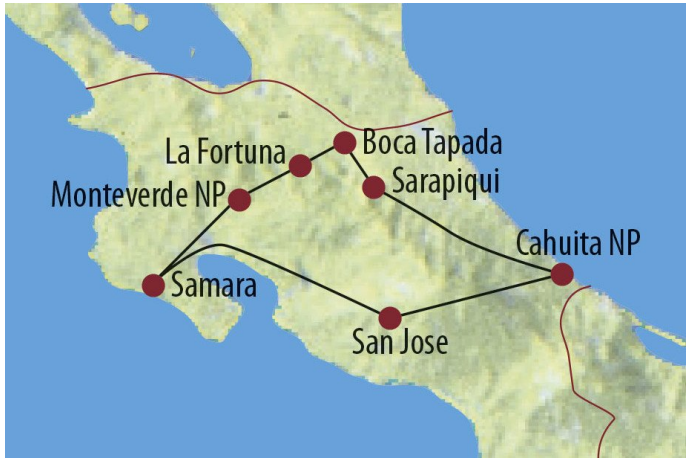 Boca Tapada
La Fortuna
Sarapiqui
Monteverde NP
Cahuita NP
Samara
San Jose